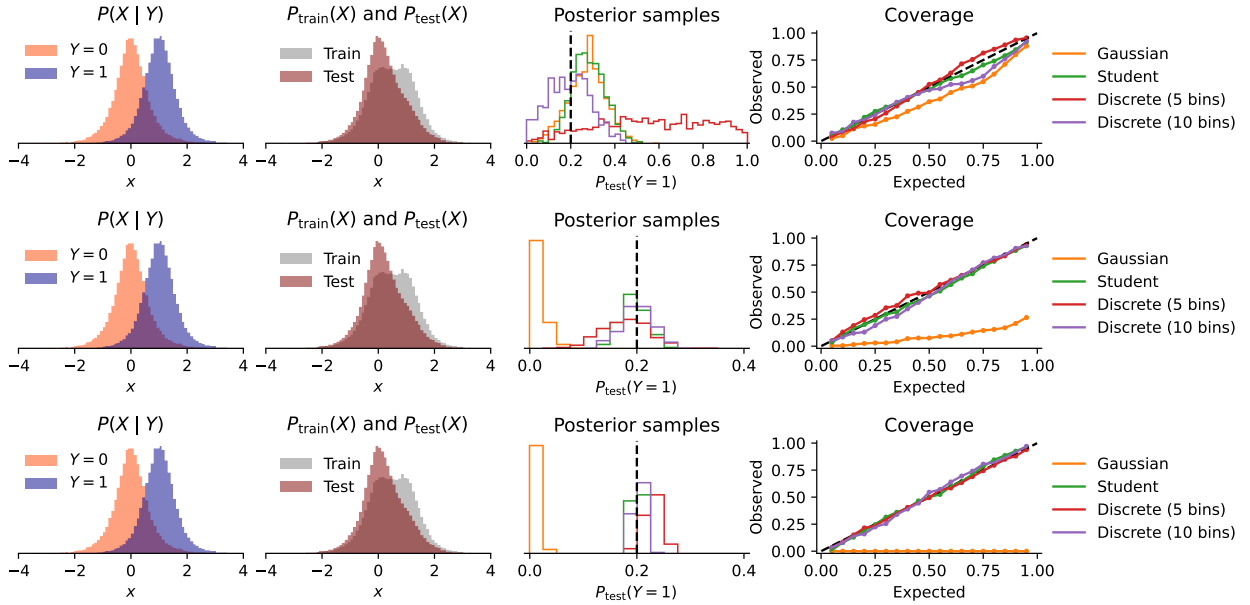 P(X | Y)
Y = 0
Y = 1
−4 −2 0 2 4
x
P_train(X) and P_test(X)
Train
Test
−4 −2 0 2 4
x
Posterior samples
0.0 0.2 0.4 0.6 0.8 1.0
P_test(Y = 1)
Coverage
Observed
1.00
0.75
0.50
0.25
0.00
0.00 0.25 0.50 0.75 1.00
Expected
Gaussian
Student
Discrete (5 bins)
Discrete (10 bins)
P(X | Y)
Y = 0
Y = 1
−4 −2 0 2 4
x
P_train(X) and P_test(X)
Train
Test
−4 −2 0 2 4
x
Posterior samples
0.0 0.2 0.4
P_test(Y = 1)
Coverage
Observed
1.00
0.75
0.50
0.25
0.00
0.00 0.25 0.50 0.75 1.00
Expected
Gaussian
Student
Discrete (5 bins)
Discrete (10 bins)
P(X | Y)
Y = 0
Y = 1
−4 −2 0 2 4
x
P_train(X) and P_test(X)
Train
Test
−4 −2 0 2 4
x
Posterior samples
0.0 0.2 0.4
P_test(Y = 1)
Coverage
Observed
1.00
0.75
0.50
0.25
0.00
0.00 0.25 0.50 0.75 1.00
Expected
Gaussian
Student
Discrete (5 bins)
Discrete (10 bins)